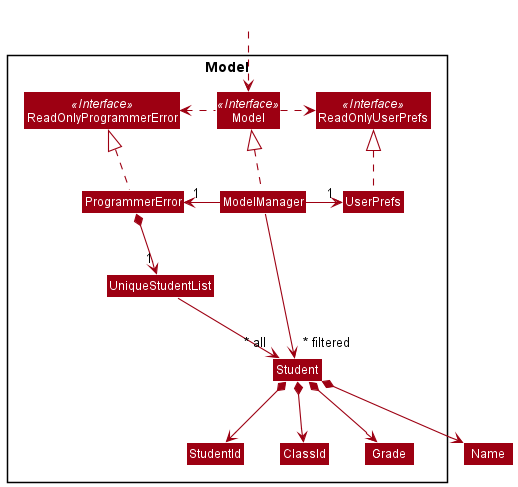 Model
«Interface»
ReadOnlyProgrammerError
«Interface»
Model
«Interface»
ReadOnlyUserPrefs
ProgrammerError
1
ModelManager
1
UserPrefs
1
UniqueStudentList
* all
* filtered
Student
StudentId
ClassId
Grade
Name